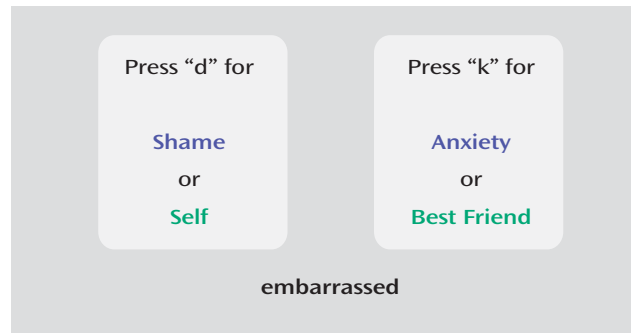 Press “d” for
Shame
or
Self
Press “k” for
Anxiety
or
Best Friend
embarrassed